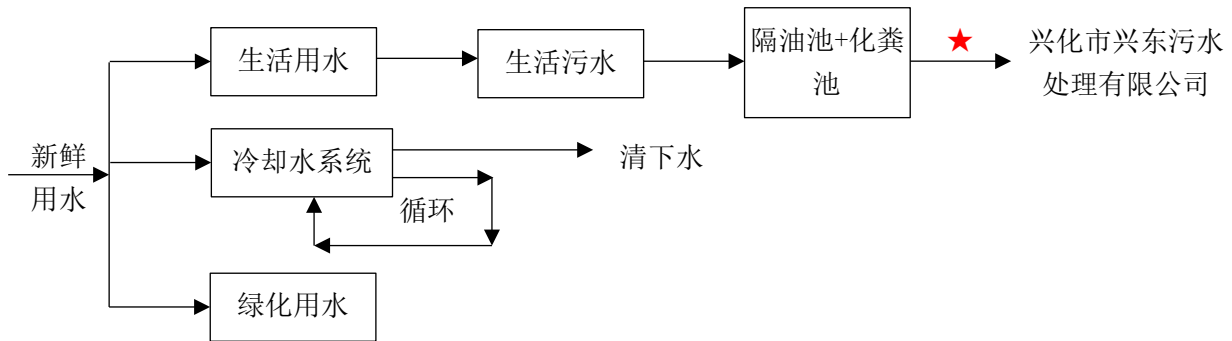 生活用水
生活污水
隔油池+化粪
池
兴化市兴东污水
处理有限公司
新鲜
用水
冷却水系统
清下水
循环
绿化用水